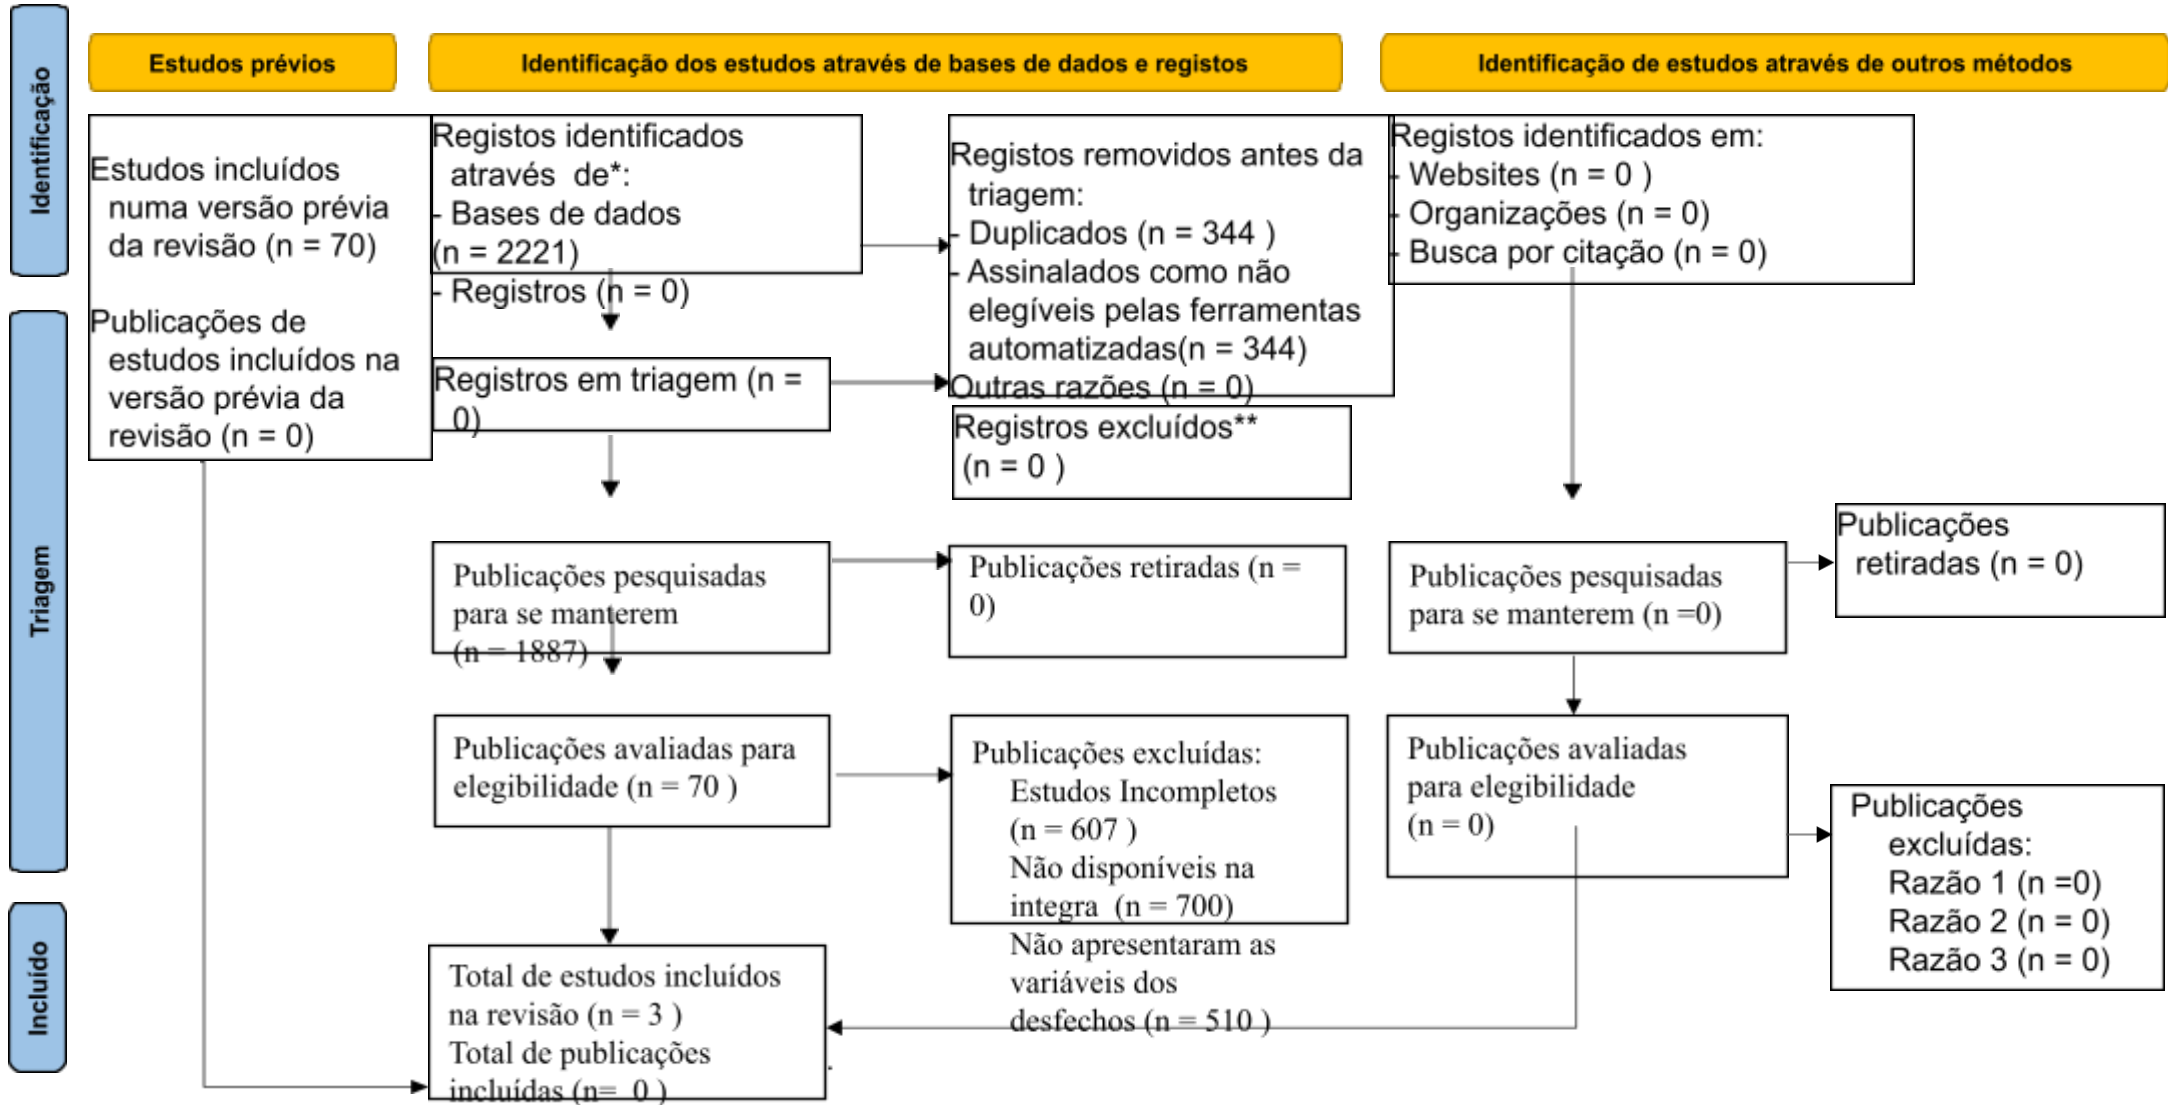 Identificação
Estudos prévios
Identificação dos estudos através de bases de dados e registos
Identificação de estudos através de outros métodos
Estudos incluídos
numa versão prévia
da revisão (n = 70)
Publicações de
estudos incluídos na
versão prévia da
revisão (n = 0)
Registos identificados
através  de*:
- Bases de dados
(n = 2221)
- Registros (n = 0)
Registos removidos antes da
triagem:
- Duplicados (n = 344 )
- Assinalados como não
elegíveis pelas ferramentas
automatizadas(n = 344)
Outras razões (n = 0)
Registos identificados em:
- Websites (n = 0 )
- Organizações (n = 0)
- Busca por citação (n = 0)
Triagem
Registros em triagem (n =
0)
Registros excluídos**
(n = 0 )
Publicações pesquisadas
para se manterem
(n = 1887)
Publicações retiradas (n =
0)
Publicações pesquisadas
para se manterem (n =0)
Publicações
retiradas (n = 0)
Publicações avaliadas para
elegibilidade (n = 70 )
Publicações excluídas:
Estudos Incompletos
(n = 607 )
Não disponíveis na
integra  (n = 700)
Não apresentaram as
variáveis dos
desfechos (n = 510 )
Publicações avaliadas
para elegibilidade
(n = 0)
Publicações
excluídas:
Razão 1 (n =0)
Razão 2 (n = 0)
Razão 3 (n = 0)
Incluído
Total de estudos incluídos
na revisão (n = 3 )
Total de publicações
incluídas (n=  0 )
.